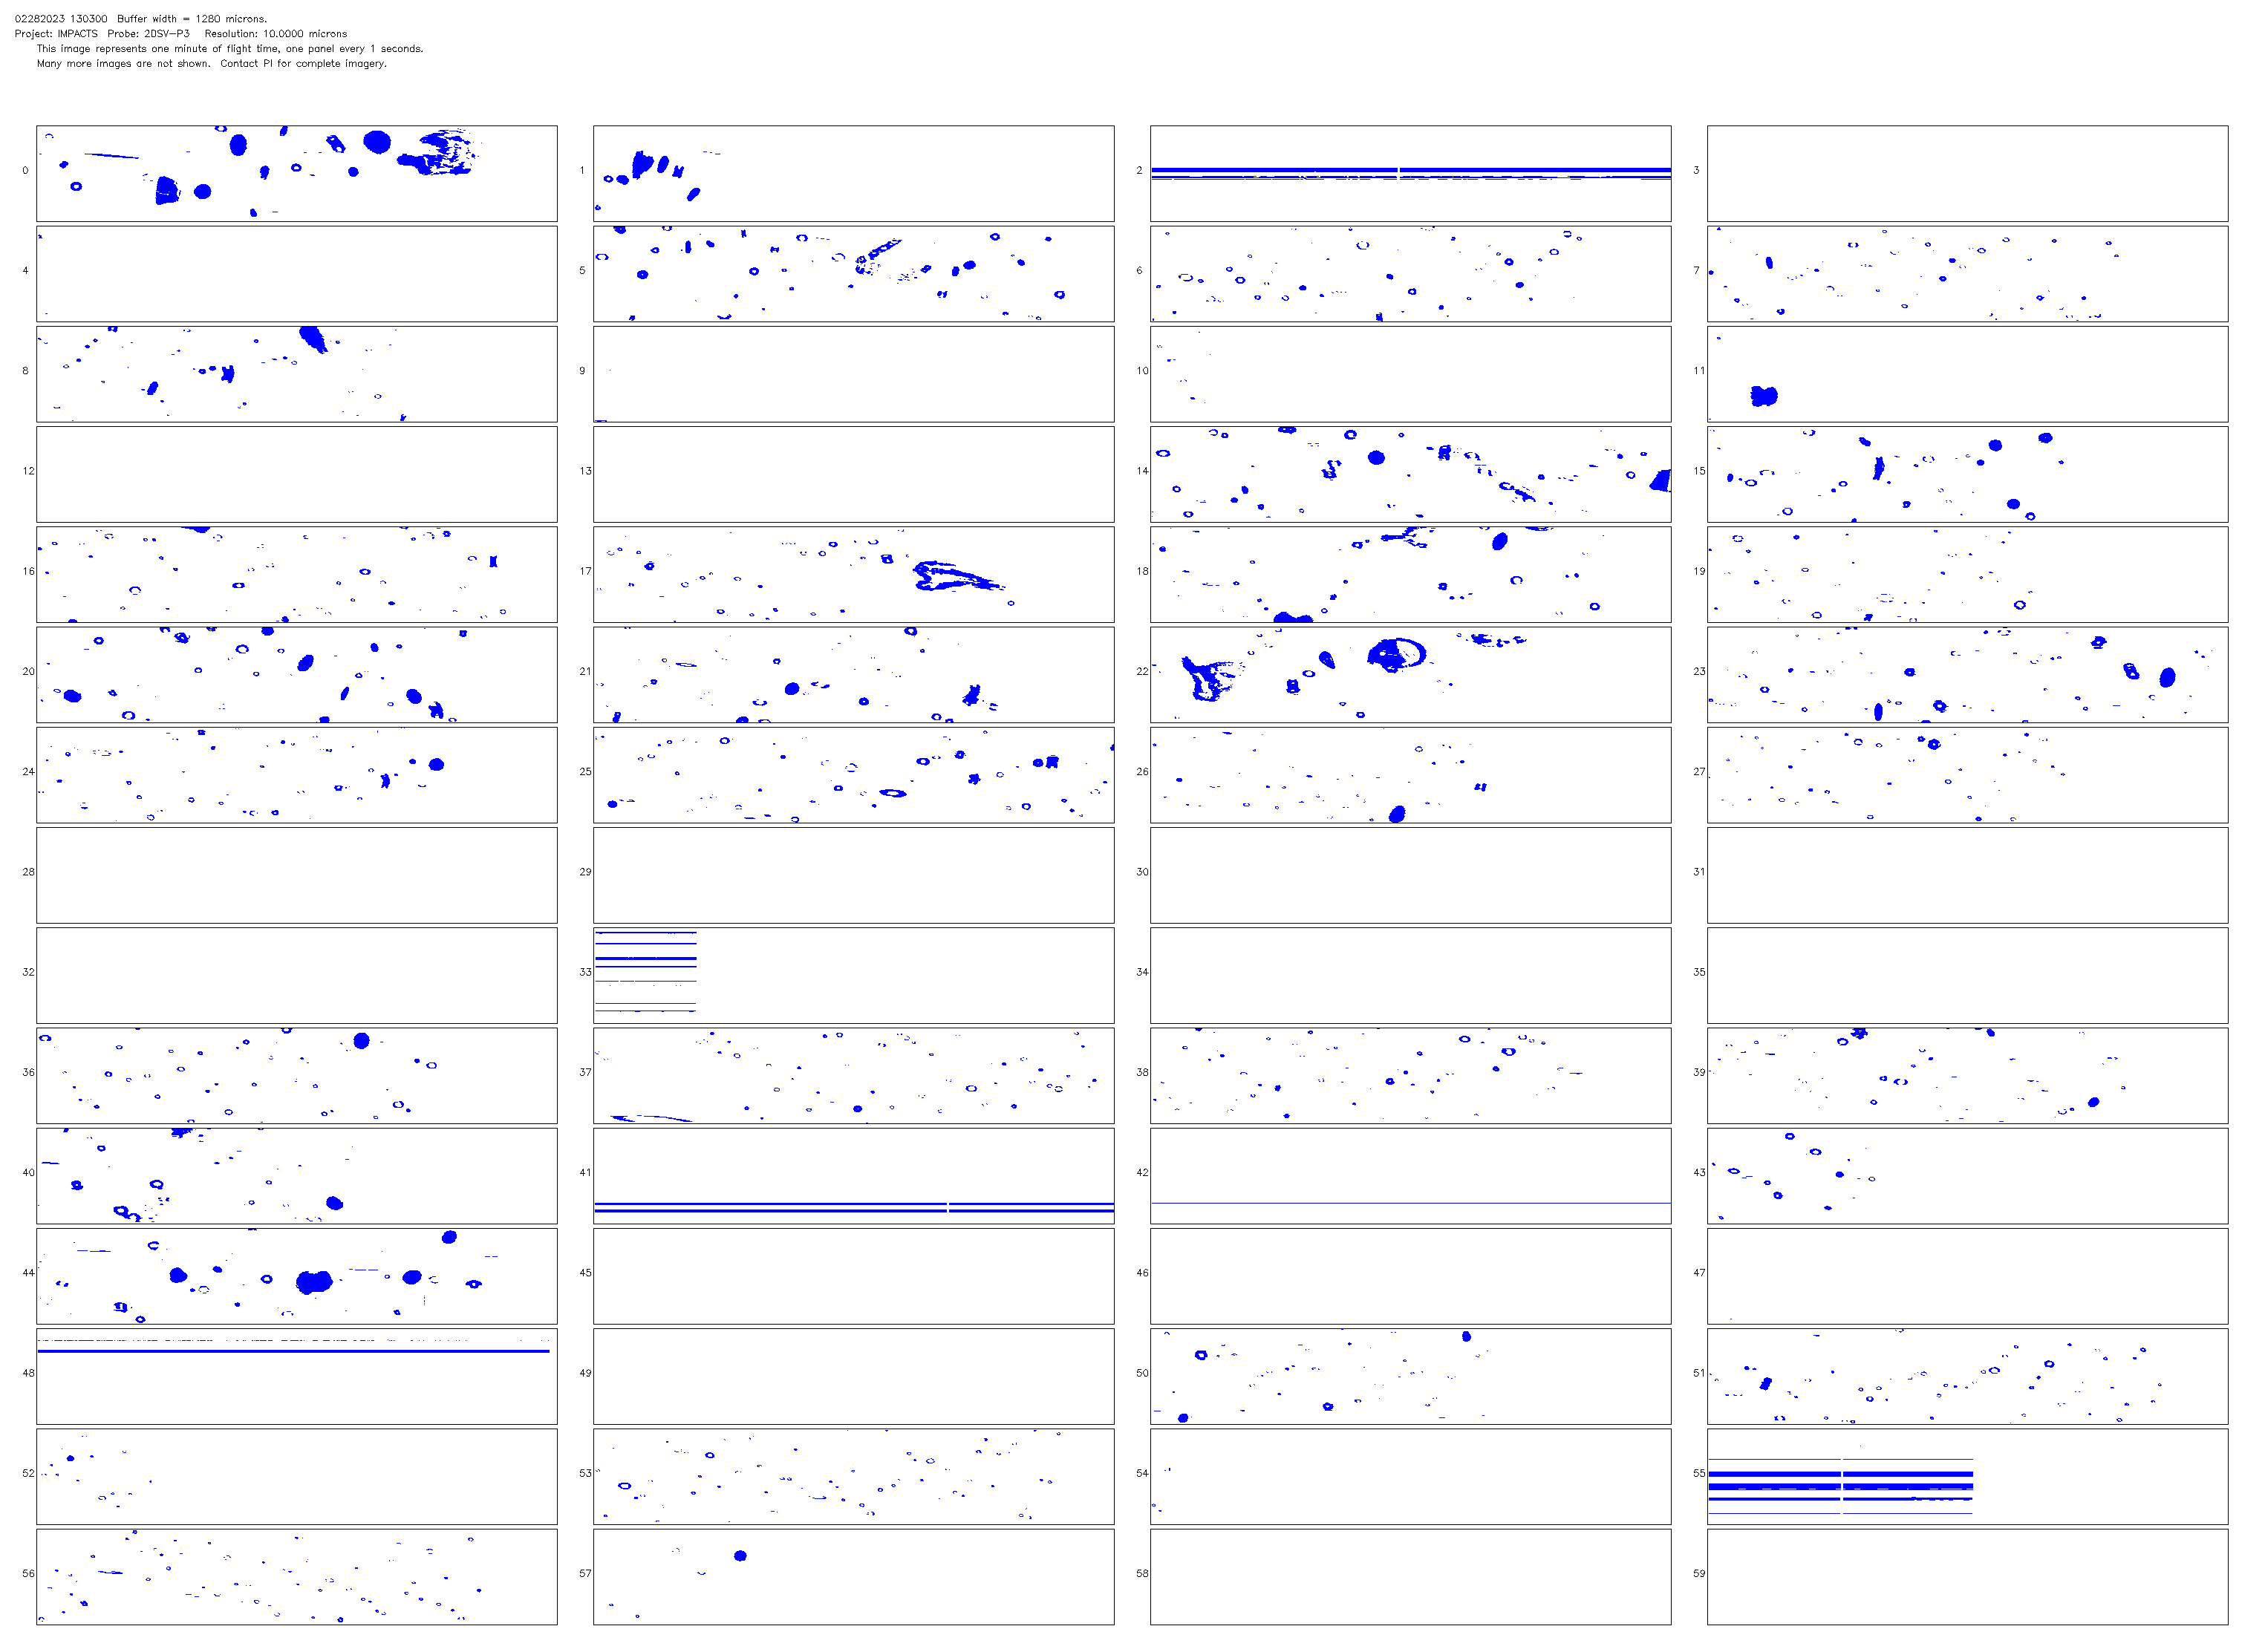 02282023 130300 Buffer width = 1280 microns.
Project: IMPACTS Probe: 2DSV-P3 Resolution: 10.0000 microns
This image represents one minute of flight time, one panel every 1 seconds.
Many more images are not shown. Contact PI for complete imagery.
0 1 2 3
4 5 6 7
8 9 10 11
12 13 14 15
16 17 18 19
20 21 22 23
24 25 26 27
28 29 30 31
32 33 34 35
36 37 38 39
40 41 42 43
44 45 46 47
48 49 50 51
52 53 54 55
56 57 58 59